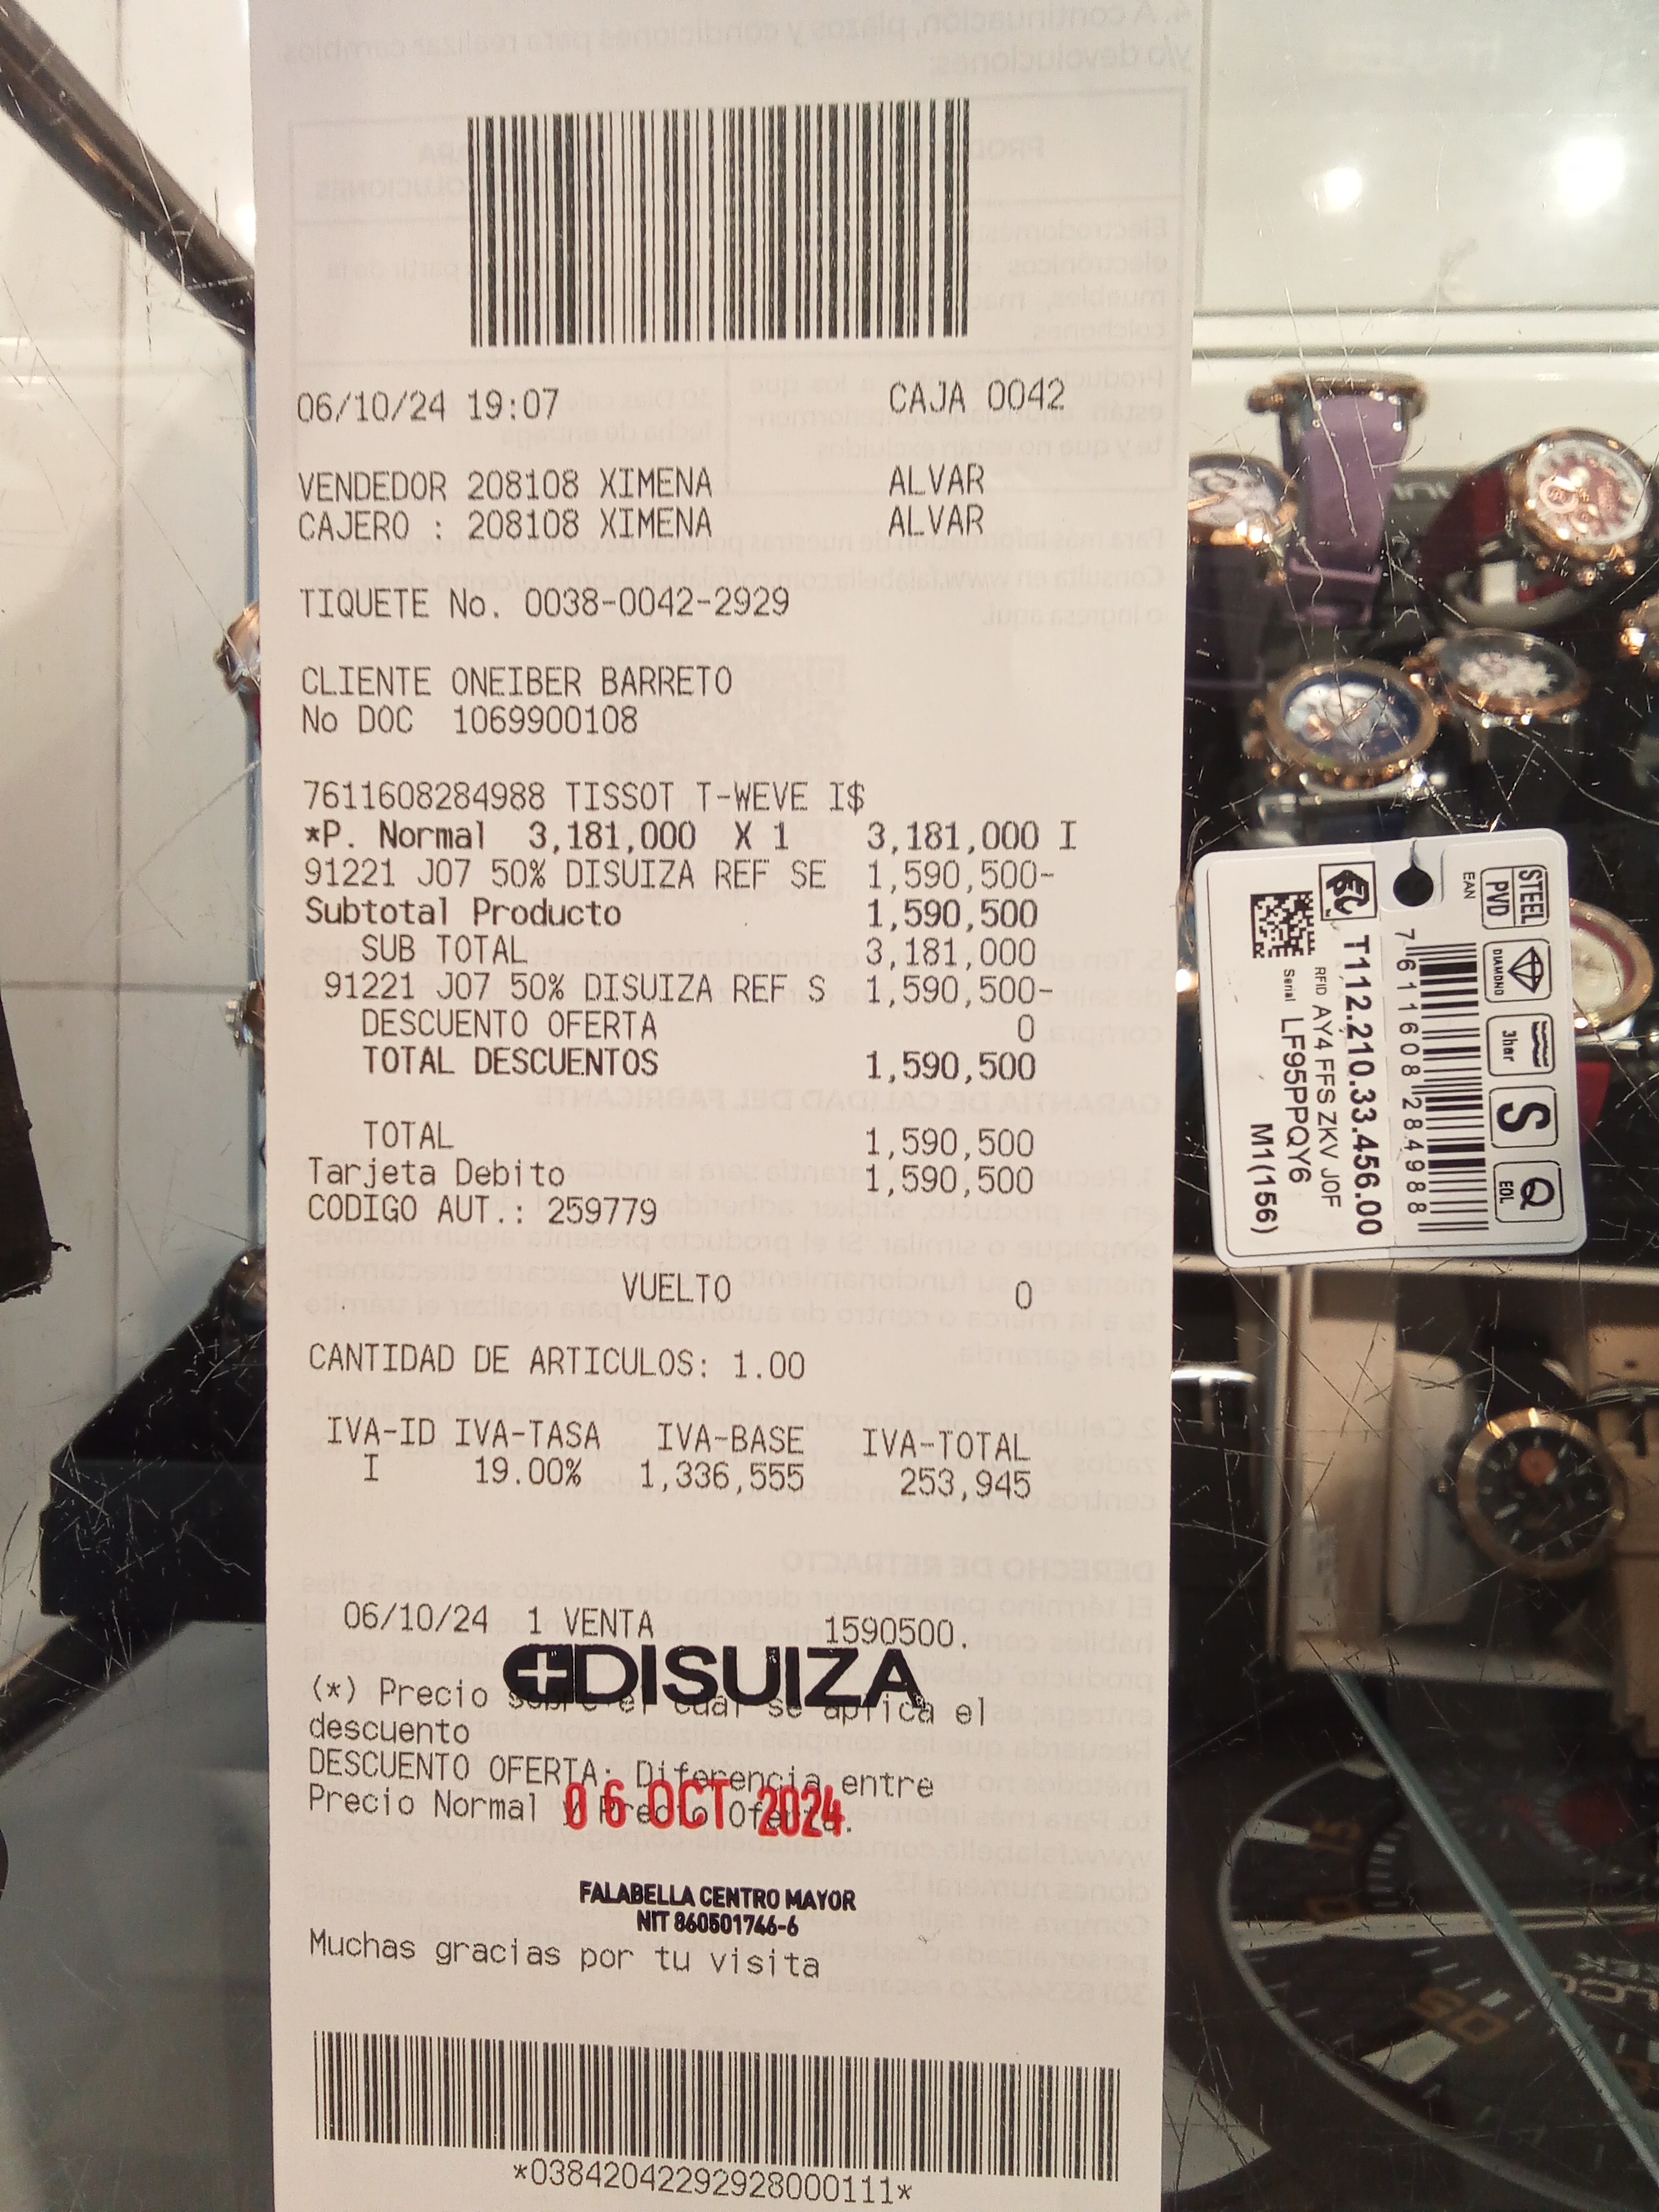 06/10/24 19:07 CAJA 0042
VENDEDOR 208108 XIMENA ALVAR
CAJERO : 208108 XIMENA ALVAR
TIQUETE No. 0038-0042-2929
CLIENTE ONEIBER BARRETO
No DOC 1069900108
7611608284988 TISSOT T-WEVE I$
*P. Normal 3,181,000 X 1 3,181,000 I
91221 J07 50% DISUIZA REF SE 1,590,500-
Subtotal Producto 1,590,500
SUB TOTAL 3,181,000
91221 J07 50% DISUIZA REF S 1,590,500-
DESCUENTO OFERTA 0
TOTAL DESCUENTOS 1,590,500
TOTAL 1,590,500
Tarjeta Debito 1,590,500
CODIGO AUT.: 259779
VUELTO 0
CANTIDAD DE ARTICULOS: 1.00
IVA-ID IVA-TASA IVA-BASE IVA-TOTAL
I 19.00% 1,336,555 253,945
06/10/24 1 VENTA 1590500.
DISUIZA
(*) Precio sobre el cual se aplica el
descuento
DESCUENTO OFERTA: Diferencia entre
Precio Normal y Precio Oferta.
06 OCT 2024
FALABELLA CENTRO MAYOR
NIT 860501746-6
Muchas gracias por tu visita
*03842042292928000111*
STEEL
PVD
DIAMOND
3bar
S
Q
EOL
EAN
7 611608 284988
T112.210.33.456.00
RFID AY4 FFS ZKV J0F
Serial LF95PPQY6
M1(156)